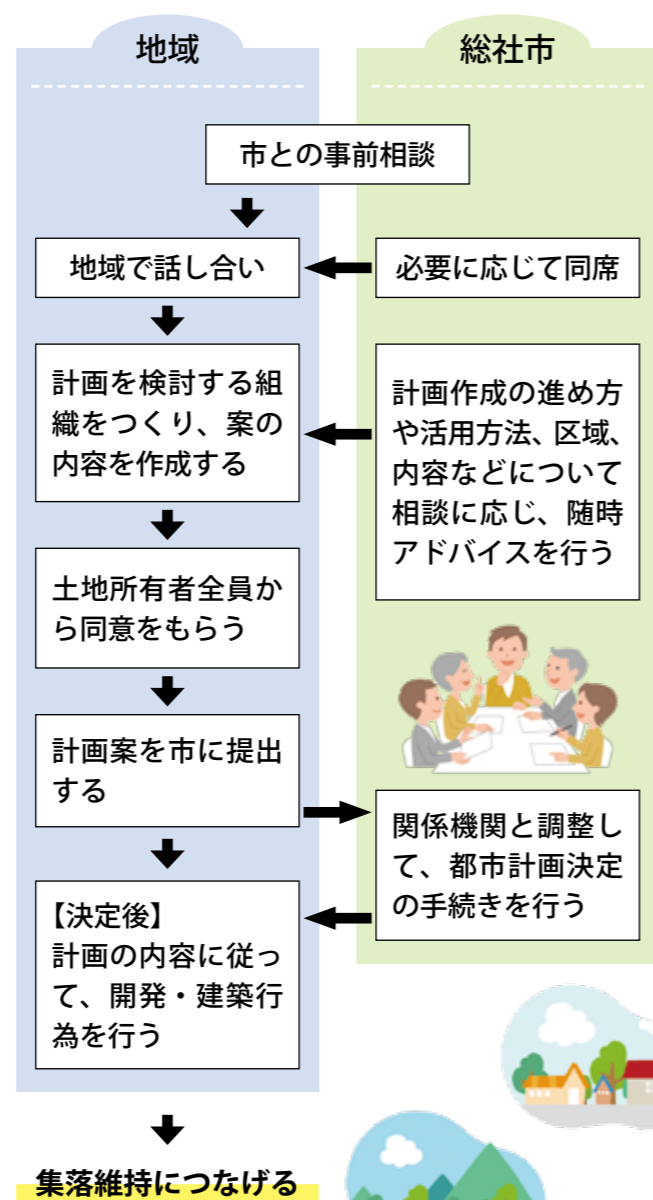 地域
総社市
市との事前相談
地域で話し合い
必要に応じて同席
計画を検討する組
織をつくり、案の
内容を作成する
計画作成の進め方
や活用方法、区域、
内容などについて
相談に応じ、随時
アドバイスを行う
土地所有者全員か
ら同意をもらう
計画案を市に提出
する
関係機関と調整し
て、都市計画決定
の手続きを行う
【決定後】
計画の内容に従っ
て、開発・建築行
為を行う
集落維持につなげる